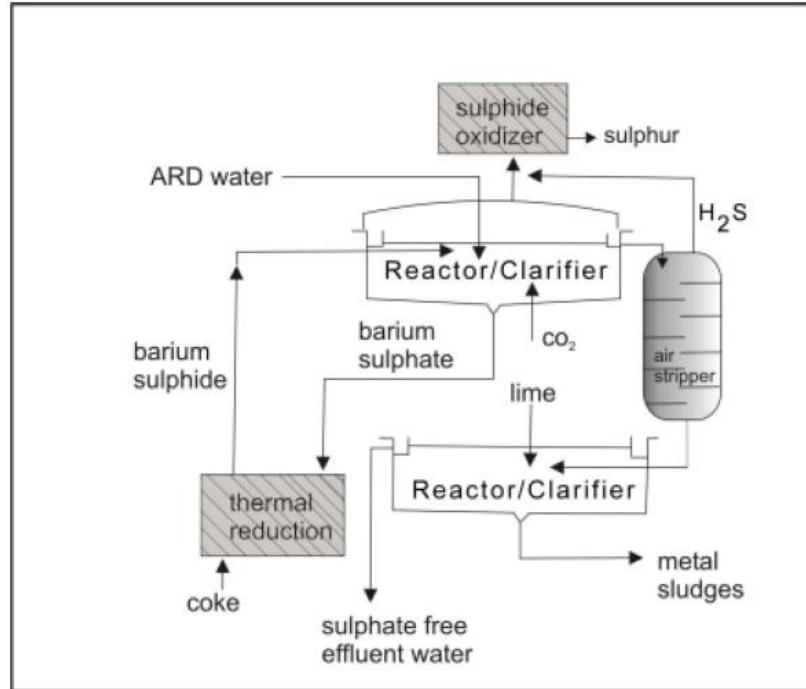 sulphide
oxidizer
sulphur
ARD water
H₂S
Reactor/Clarifier
barium
sulphate
CO₂
barium
sulphide
air
stripper
lime
Reactor/Clarifier
thermal
reduction
metal
sludges
coke
sulphate free
effluent water